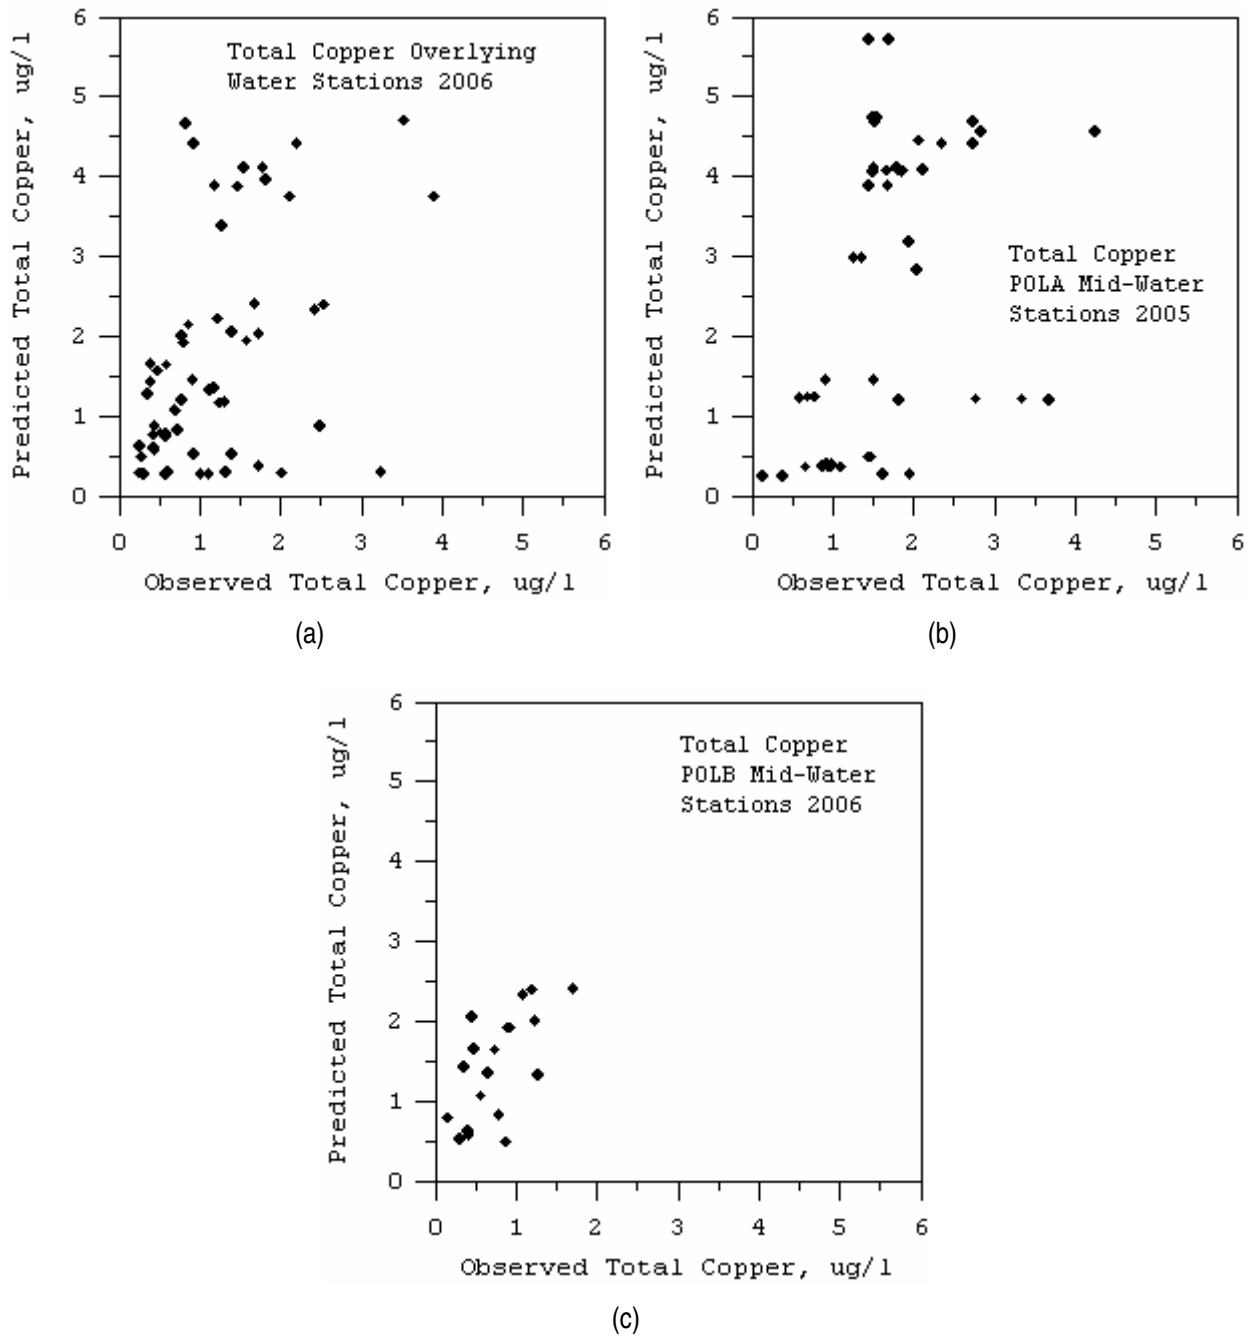 Predicted Total Copper, ug/l
6
5
4
3
2
1
0
Total Copper Overlying
Water Stations 2006
0 1 2 3 4 5 6
Observed Total Copper, ug/l
(a)
Predicted Total Copper, ug/l
6
5
4
3
2
1
0
Total Copper
POLA Mid-Water
Stations 2005
0 1 2 3 4 5 6
Observed Total Copper, ug/l
(b)
Predicted Total Copper, ug/l
6
5
4
3
2
1
0
Total Copper
POLB Mid-Water
Stations 2006
0 1 2 3 4 5 6
Observed Total Copper, ug/l
(c)